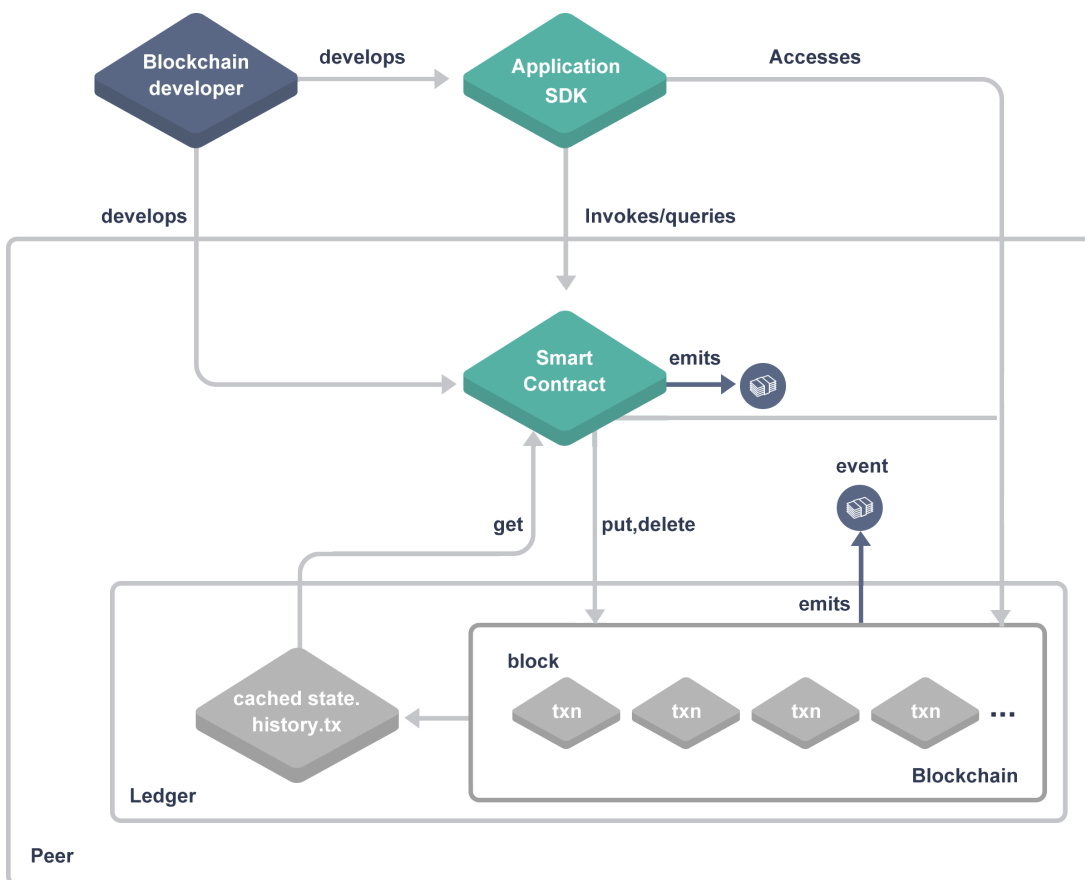 Blockchain
developer
develops
Application
SDK
Accesses
develops
Invokes/queries
Smart
Contract
emits
event
get
put,delete
emits
block
cached state.
history.tx
txn
txn
txn
txn
...
Blockchain
Ledger
Peer